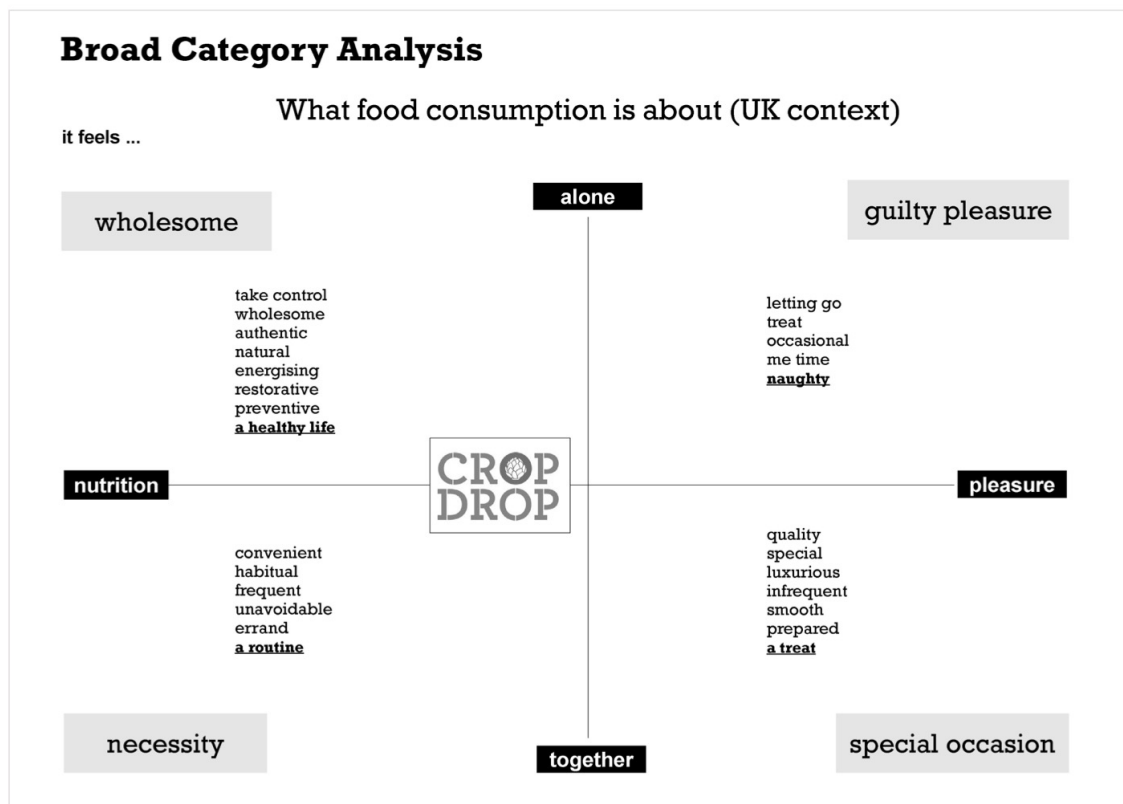 Broad Category Analysis
What food consumption is about (UK context)
it feels ...
alone
wholesome
guilty pleasure
take control
wholesome
authentic
natural
energising
restorative
preventive
a healthy life
letting go
treat
occasional
me time
naughty
nutrition
CROP
DROP
pleasure
convenient
habitual
frequent
unavoidable
errand
a routine
quality
special
luxurious
infrequent
smooth
prepared
a treat
necessity
together
special occasion